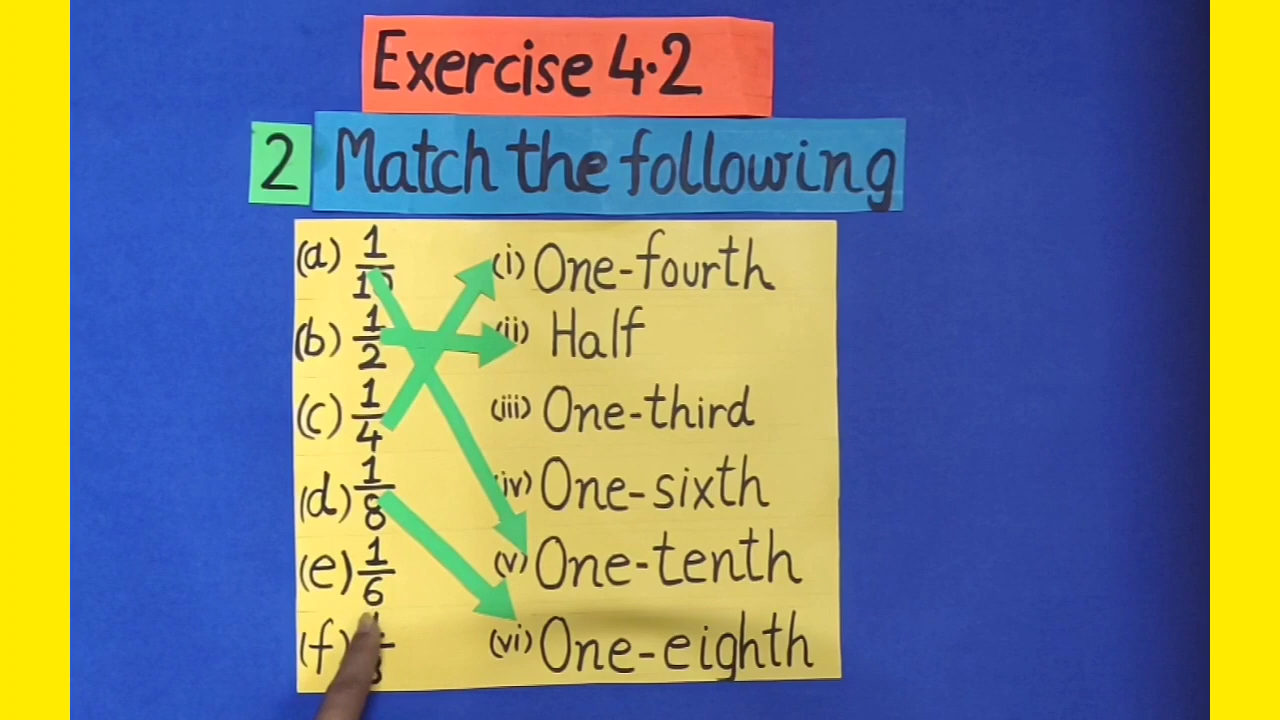 Exercise 4.2
2 Match the following
(a) 1/10 (i) One-fourth
(b) 1/2 (ii) Half
(c) 1/4 (iii) One-third
(d) 1/8 (iv) One-sixth
(e) 1/6 (v) One-tenth
(f) (vi) One-eighth